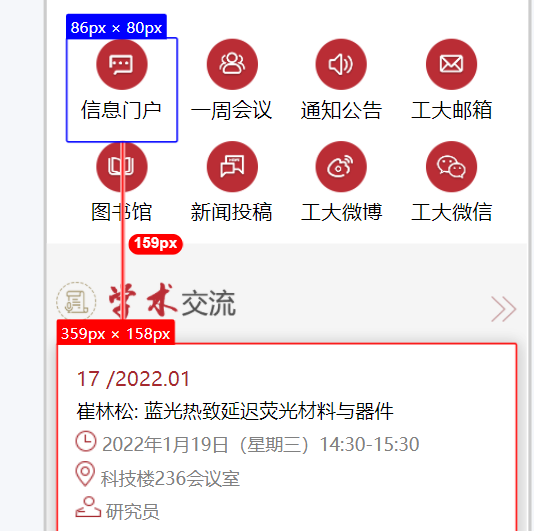 86px × 80px
信息门户 一周会议 通知公告 工大邮箱
图书馆 新闻投稿 工大微博 工大微信
159px
学术交流
359px × 158px
17 /2022.01
崔林松: 蓝光热致延迟荧光材料与器件
2022年1月19日（星期三）14:30-15:30
科技楼236会议室
研究员